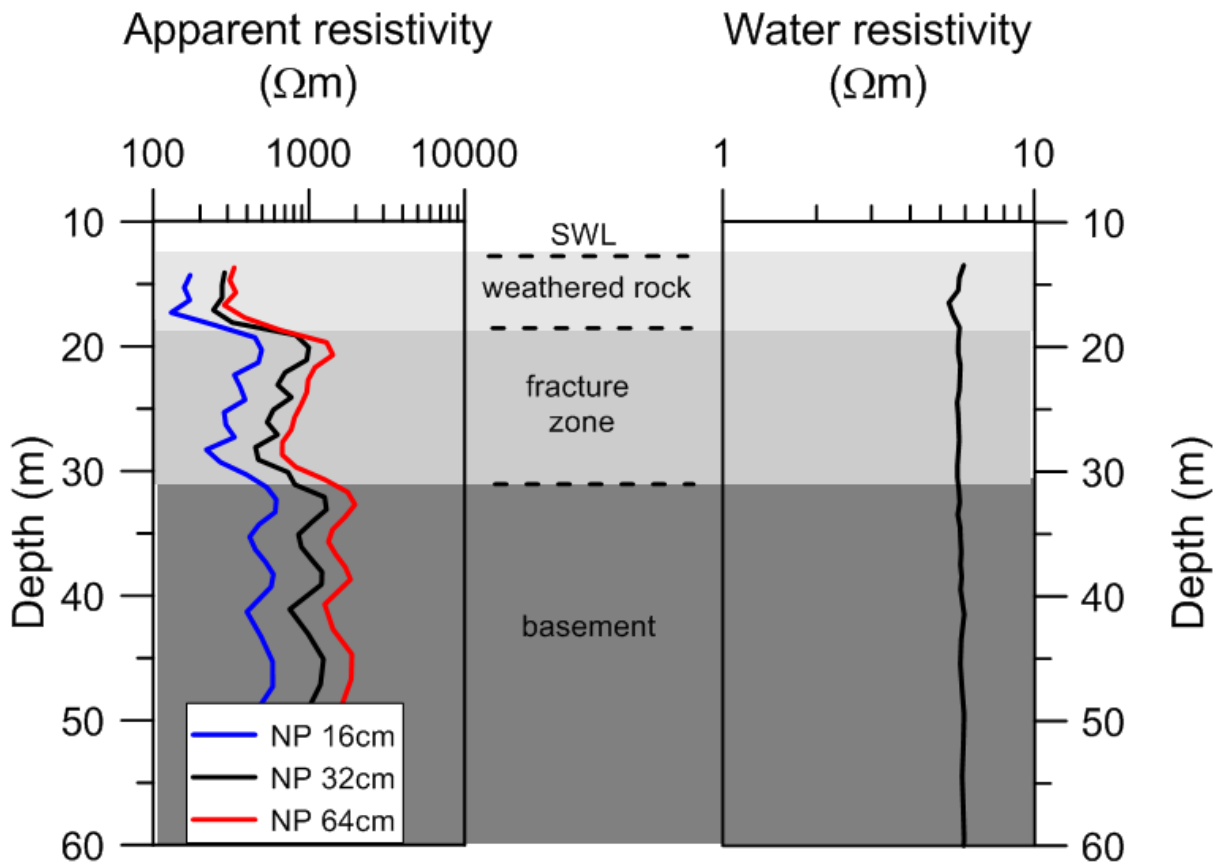 Apparent resistivity
(Ωm)
Water resistivity
(Ωm)
100 1000 10000
1 10
10
20
30
40
50
60
Depth (m)
SWL
weathered rock
fracture
zone
basement
NP 16cm
NP 32cm
NP 64cm
10
20
30
40
50
60
Depth (m)